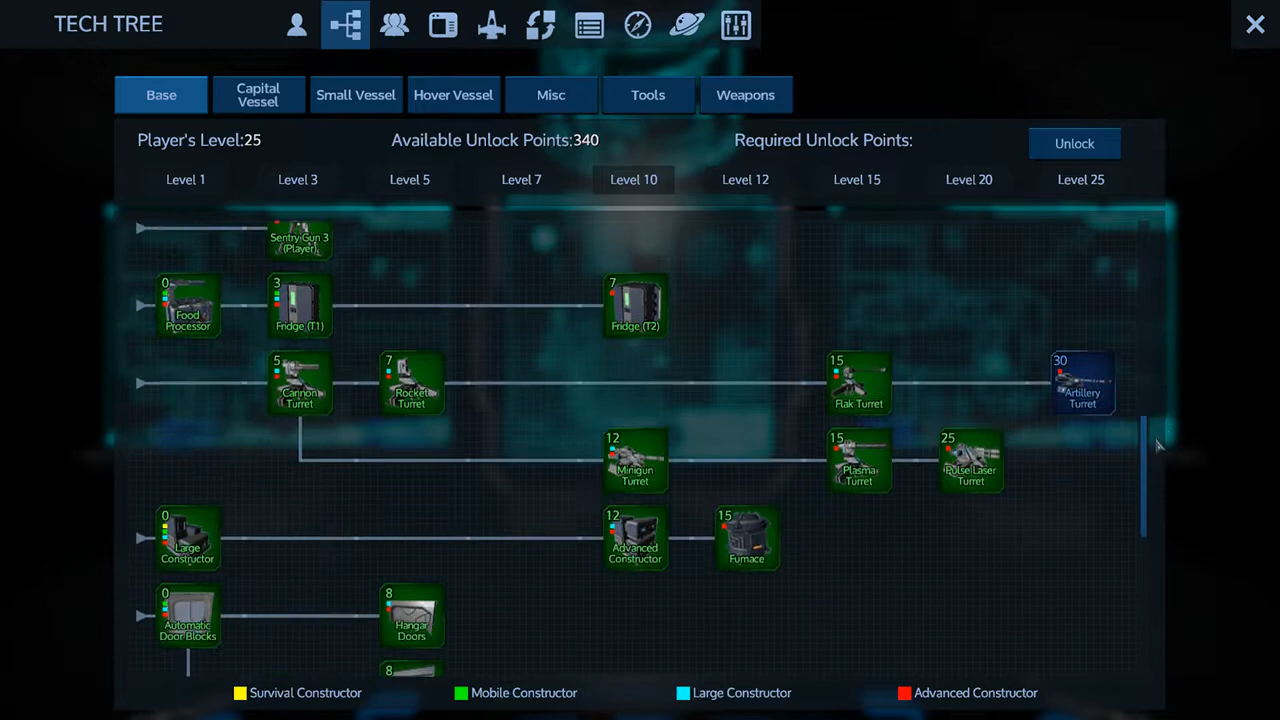 TECH TREE
Base
Capital
Vessel
Small Vessel
Hover Vessel
Misc
Tools
Weapons
Player's Level:25
Available Unlock Points:340
Required Unlock Points:
Unlock
Level 1
Level 3
Level 5
Level 7
Level 10
Level 12
Level 15
Level 20
Level 25
Sentry Gun 3
(Player)
0
Food
Processor
3
Fridge (T1)
7
Fridge (T2)
5
Cannon
Turret
7
Rocket
Turret
15
Flak Turret
30
Artillery
Turret
12
Minigun
Turret
15
Plasma
Turret
25
Pulse Laser
Turret
0
Large
Constructor
12
Advanced
Constructor
15
Furnace
0
Automatic
Door Blocks
8
Hangar
Doors
8
Survival Constructor
Mobile Constructor
Large Constructor
Advanced Constructor